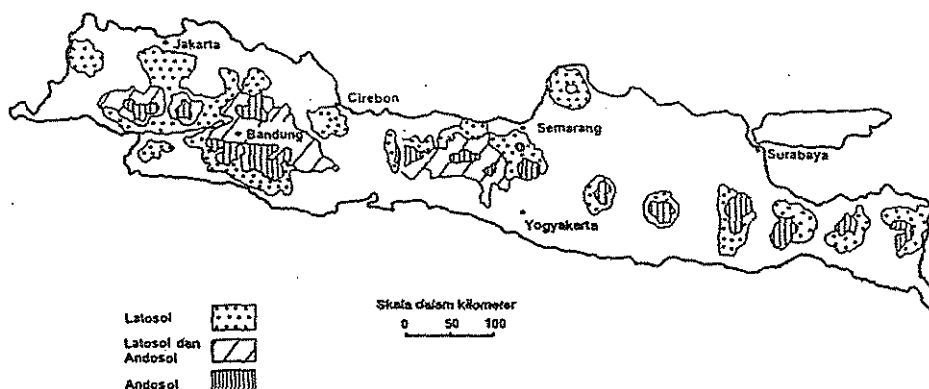 Jakarta
Cirebon
Bandung
Semarang
Surabaya
Yogyakarta
Skala dalam kilometer
0 50 100
Latosol
Latosol dan
Andosol
Andosol